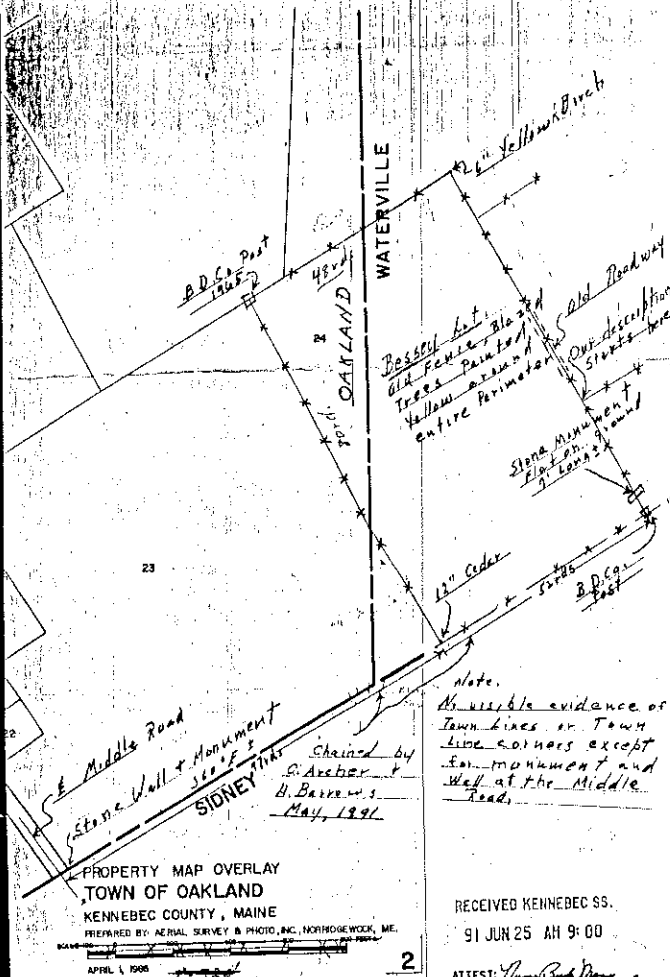 26" Yellow Birch
WATERVILLE
B.D.Co. Post
1965
48rd.
OAKLAND
24
80rd.
Old Roadway
Bessey Lot.
Old Fence, Blazed
Trees Painted
Yellow around
entire Perimeter
Our description
Starts here
Stone Monument
Flat on ground
23
12" Cedar
52rds
B.D.Co.
Post
Note.
No visible evidence of
Town Lines or Town
Line corners except
for monument and
Wall at the Middle
Road.
22
℄ Middle Road
Stone Wall + Monument
SIDNEY
Chained by
C. Archer +
H. Barrows
May, 1991
PROPERTY MAP OVERLAY
TOWN OF OAKLAND
KENNEBEC COUNTY, MAINE
PREPARED BY: AERIAL SURVEY & PHOTO, INC., NORRIDGEWOCK, ME.
APRIL 1,
2
RECEIVED KENNEBEC SS.
91 JUN 25 AM 9:00
ATTEST: